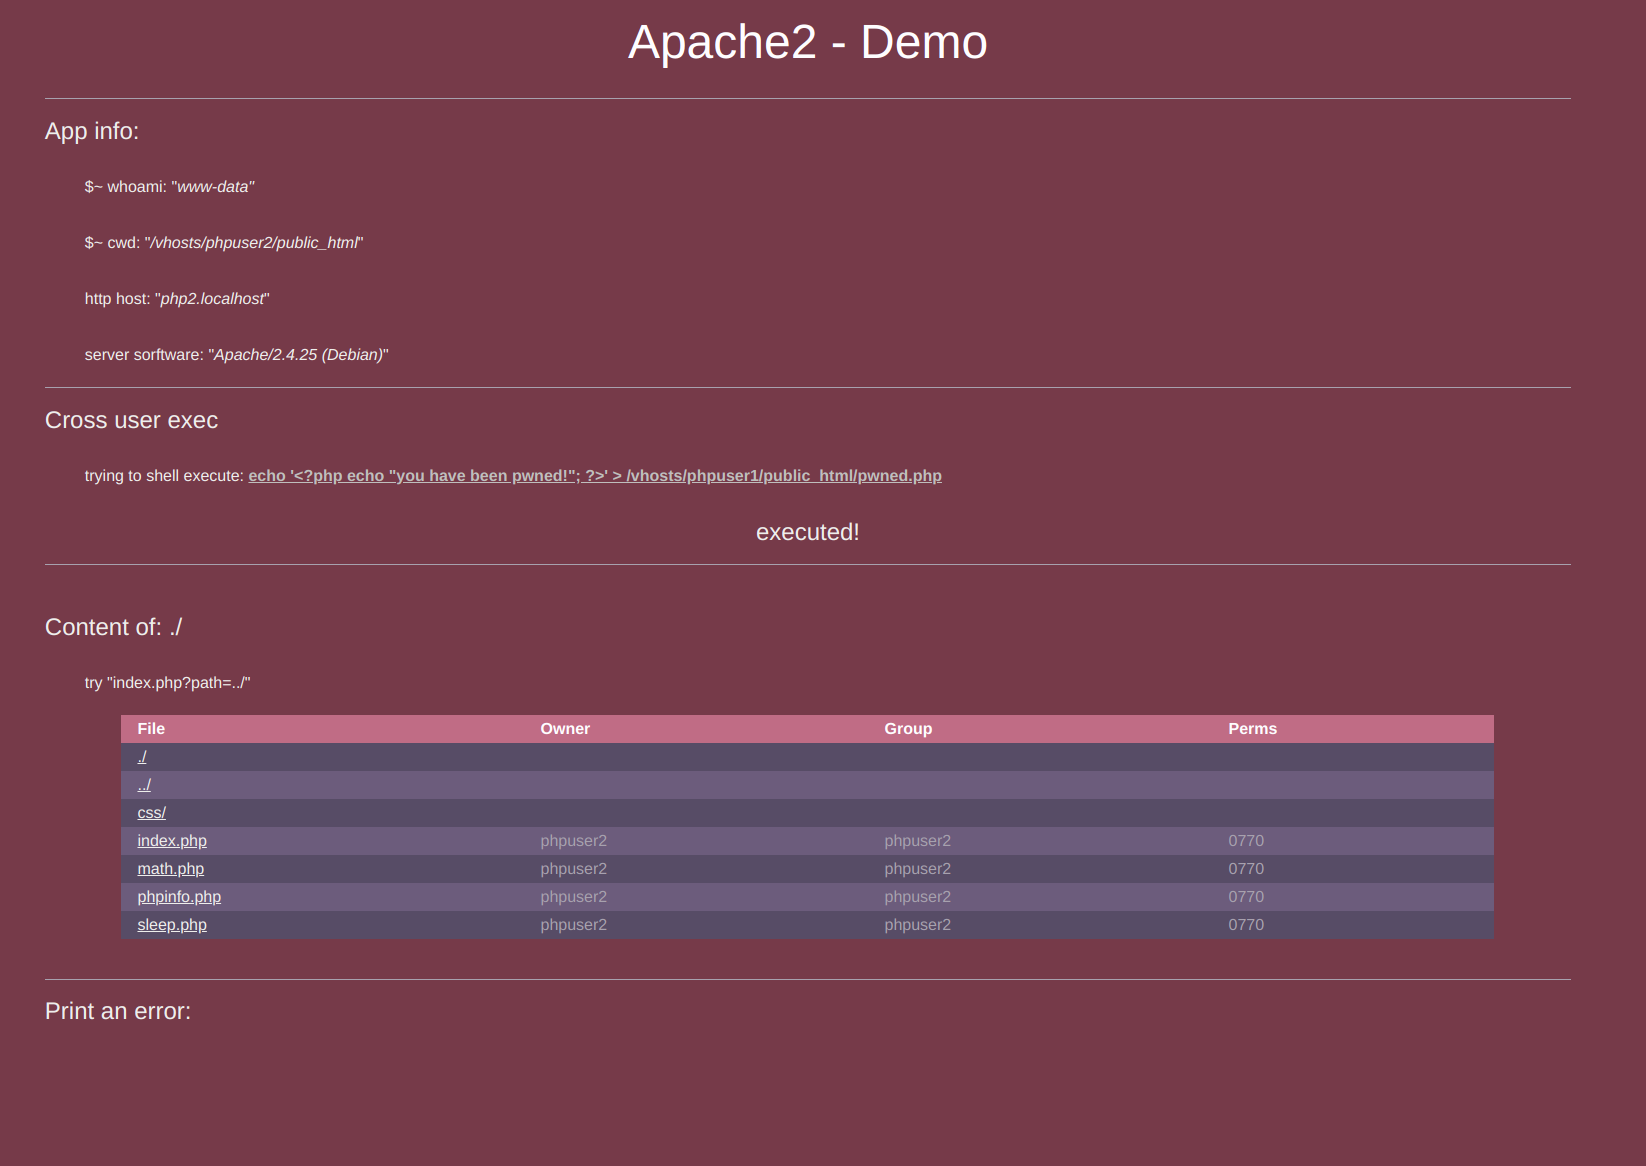 Apache2 - Demo
App info:
$~ whoami: "www-data"
$~ cwd: "/vhosts/phpuser2/public_html"
http host: "php2.localhost"
server sorftware: "Apache/2.4.25 (Debian)"
Cross user exec
trying to shell execute: echo '<?php echo "you have been pwned!"; ?>' > /vhosts/phpuser1/public_html/pwned.php
executed!
Content of: ./
try "index.php?path=../"
File Owner Group Perms
./
../
css/
index.php phpuser2 phpuser2 0770
math.php phpuser2 phpuser2 0770
phpinfo.php phpuser2 phpuser2 0770
sleep.php phpuser2 phpuser2 0770
Print an error: